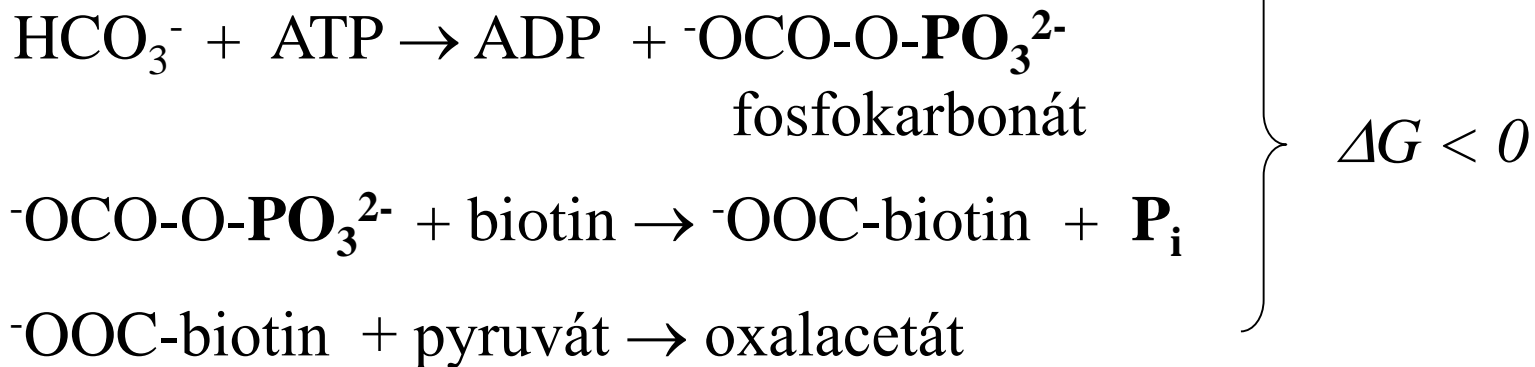 HCO₃⁻ + ATP → ADP + ⁻OCO-O-PO₃²⁻
fosfokarbonát
ΔG < 0
⁻OCO-O-PO₃²⁻ + biotin → ⁻OOC-biotin + Pᵢ
⁻OOC-biotin + pyruvát → oxalacetát